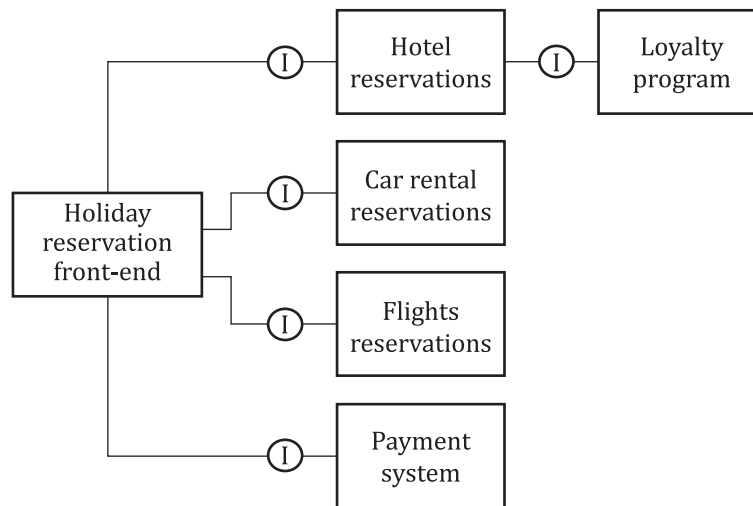 I
Hotel
reservations
I
Loyalty
program
I
Car rental
reservations
Holiday
reservation
front-end
I
Flights
reservations
I
Payment
system